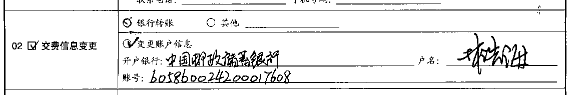 银行转账 其他
02 交费信息变更
变更账户信息
开户银行: 中国邮政储蓄银行 户名:
账号: 605860024200017608